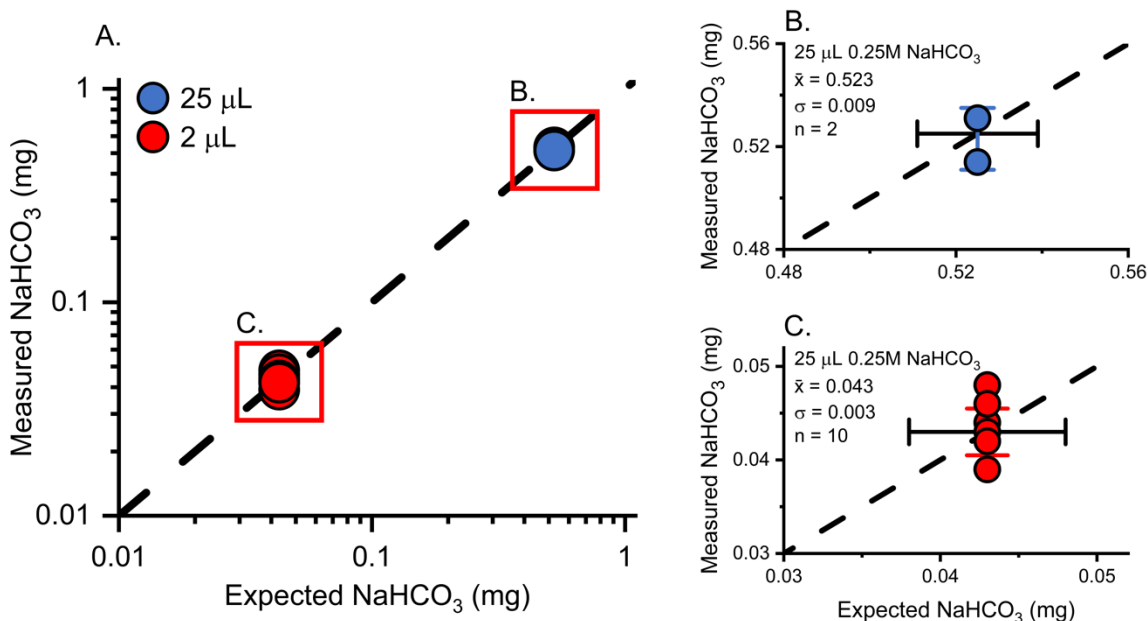 A.
25 μL
2 μL
B.
C.
1
0.1
0.01
0.01
0.1
1
Measured NaHCO₃ (mg)
Expected NaHCO₃ (mg)
B.
25 μL 0.25M NaHCO₃
x̄ = 0.523
σ = 0.009
n = 2
0.56
0.52
0.48
0.48
0.52
0.56
Measured NaHCO₃ (mg)
C.
25 μL 0.25M NaHCO₃
x̄ = 0.043
σ = 0.003
n = 10
0.05
0.04
0.03
0.03
0.04
0.05
Measured NaHCO₃ (mg)
Expected NaHCO₃ (mg)